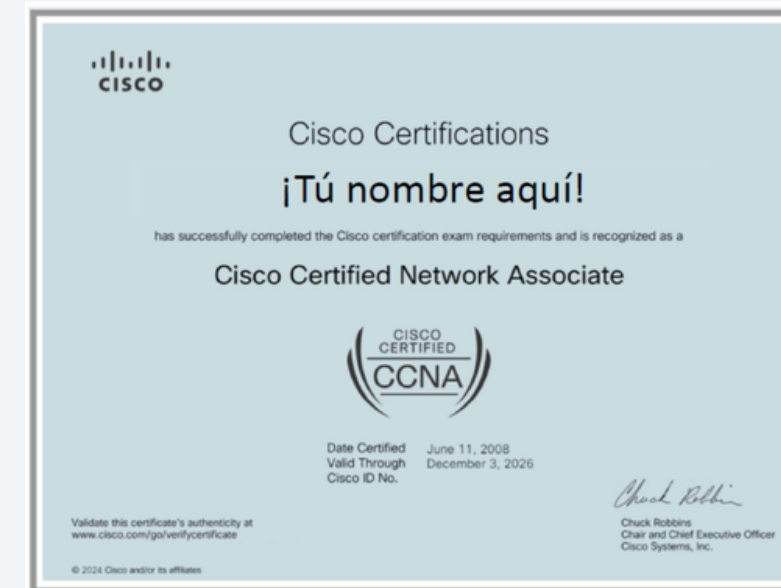 CISCO
Cisco Certifications
¡Tú nombre aquí!
has successfully completed the Cisco certification exam requirements and is recognized as a
Cisco Certified Network Associate
CISCO
CERTIFIED
CCNA
Date Certified June 11, 2008
Valid Through December 3, 2026
Cisco ID No.
Chuck Robbins
Validate this certificate's authenticity at
www.cisco.com/go/verifycertificate
Chuck Robbins
Chair and Chief Executive Officer
Cisco Systems, Inc.
© 2024 Cisco and/or its affiliates